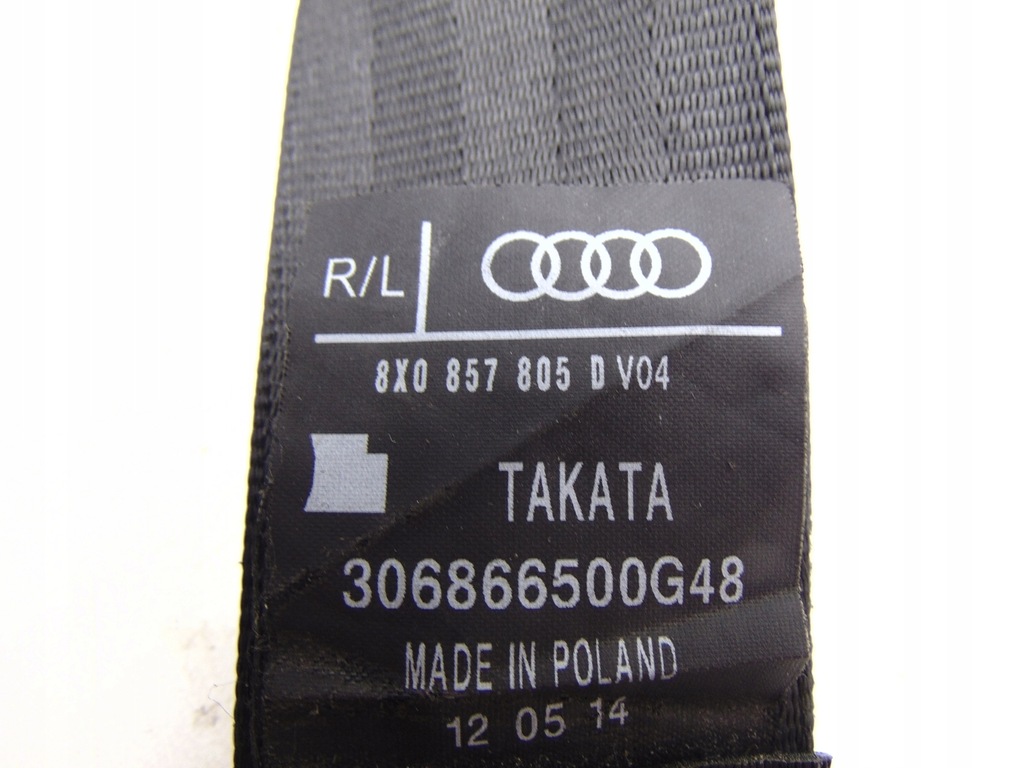 R/L
8X0 857 805 D V04
TAKATA
306866500G48
MADE IN POLAND
12 05 14